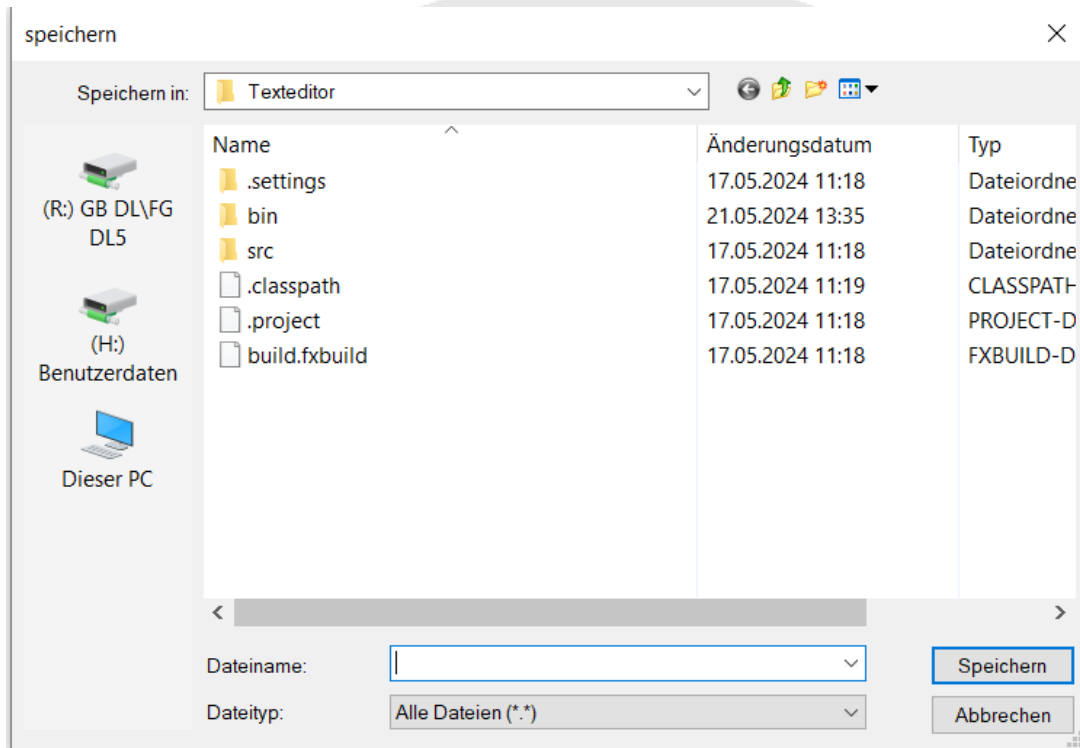 speichern
Speichern in: Texteditor
Name Änderungsdatum Typ
.settings 17.05.2024 11:18 Dateiordne
bin 21.05.2024 13:35 Dateiordne
src 17.05.2024 11:18 Dateiordne
.classpath 17.05.2024 11:19 CLASSPATH
.project 17.05.2024 11:18 PROJECT-D
build.fxbuild 17.05.2024 11:18 FXBUILD-D
(R:) GB DL\FG
DL5
(H:)
Benutzerdaten
Dieser PC
Dateiname: Speichern
Dateityp: Alle Dateien (*.*) Abbrechen